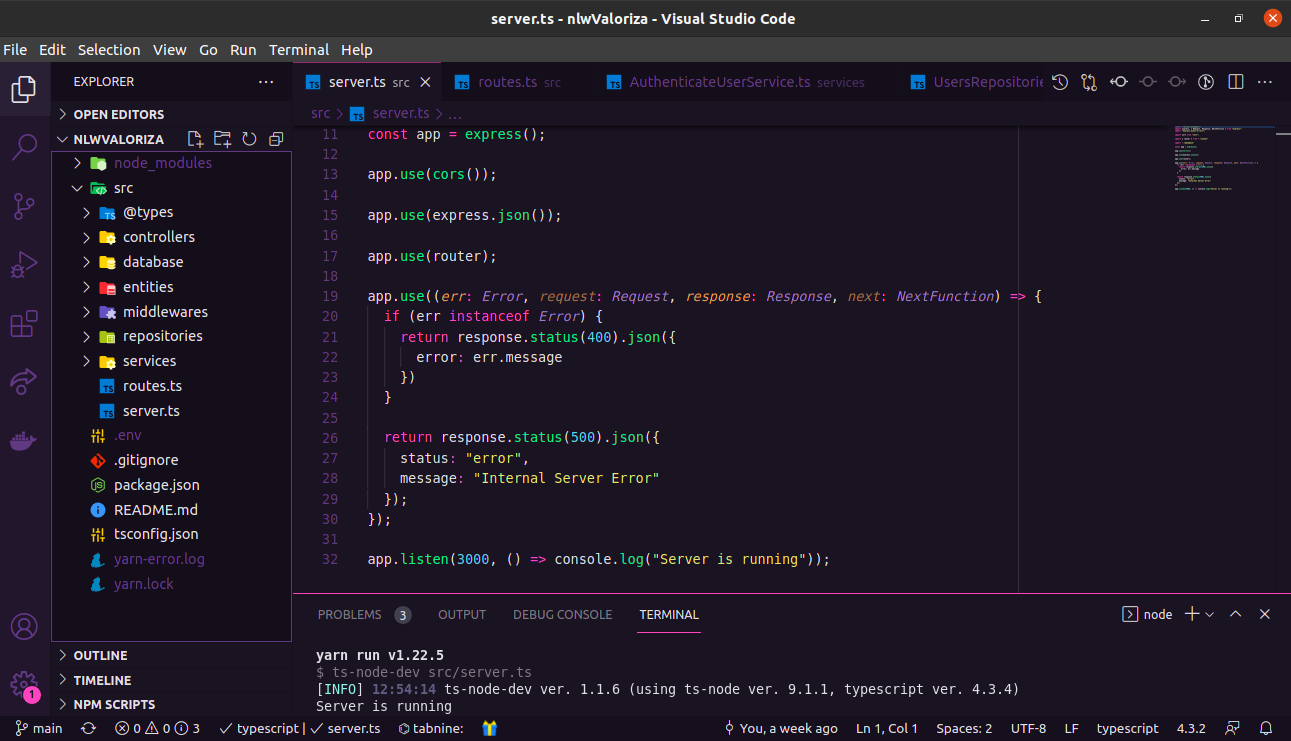 server.ts - nlwValoriza - Visual Studio Code
File Edit Selection View Go Run Terminal Help
EXPLORER
OPEN EDITORS
NLWVALORIZA
node_modules
src
@types
controllers
database
entities
middlewares
repositories
services
routes.ts
server.ts
.env
.gitignore
package.json
README.md
tsconfig.json
yarn-error.log
yarn.lock
OUTLINE
TIMELINE
NPM SCRIPTS
1
server.ts src routes.ts src AuthenticateUserService.ts services UsersRepositorie
src server.ts ...
11 const app = express();
12
13 app.use(cors());
14
15 app.use(express.json());
16
17 app.use(router);
18
19 app.use((err: Error, request: Request, response: Response, next: NextFunction) => {
20 if (err instanceof Error) {
21 return response.status(400).json({
22 error: err.message
23 })
24 }
25
26 return response.status(500).json({
27 status: "error",
28 message: "Internal Server Error"
29 });
30 });
31
32 app.listen(3000, () => console.log("Server is running"));
PROBLEMS 3 OUTPUT DEBUG CONSOLE TERMINAL node
yarn run v1.22.5
$ ts-node-dev src/server.ts
[INFO] 12:54:14 ts-node-dev ver. 1.1.6 (using ts-node ver. 9.1.1, typescript ver. 4.3.4)
Server is running
main 0 0 3 typescript | server.ts tabnine: You, a week ago Ln 1, Col 1 Spaces: 2 UTF-8 LF typescript 4.3.2